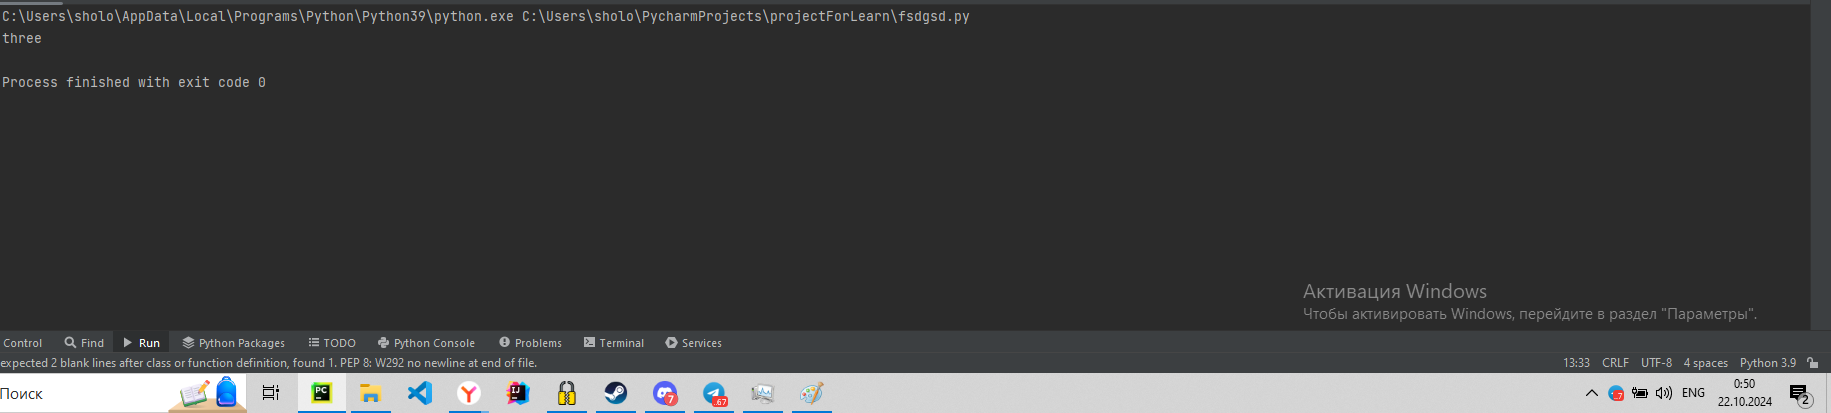 C:\Users\sholo\AppData\Local\Programs\Python\Python39\python.exe C:\Users\sholo\PycharmProjects\projectForLearn\fsdgsd.py
three
Process finished with exit code 0
Активация Windows
Чтобы активировать Windows, перейдите в раздел "Параметры".
Control Find Run Python Packages TODO Python Console Problems Terminal Services
expected 2 blank lines after class or function definition, found 1. PEP 8: W292 no newline at end of file. 13:33 CRLF UTF-8 4 spaces Python 3.9
Поиск PC IJ 7 .67 ..7 ENG 0:50
22.10.2024 2